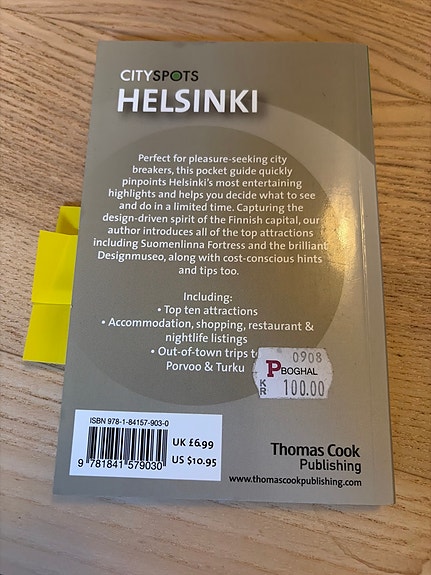 CITYSPOTS
HELSINKI
Perfect for pleasure-seeking city
breakers, this pocket guide quickly
pinpoints Helsinki's most entertaining
highlights and helps you decide what to see
and do in a limited time. Capturing the
design-driven spirit of the Finnish capital, our
author introduces all of the top attractions
including Suomenlinna Fortress and the brilliant
Designmuseo, along with cost-conscious hints
and tips too.
Including:
• Top ten attractions
• Accommodation, shopping, restaurant &
nightlife listings
• Out-of-town trips t
Porvoo & Turku
0908
P BOGHAL
KR 100.00
ISBN 978-1-84157-903-0
9 781841 579030
UK £6.99
US $10.95
Thomas Cook
Publishing
www.thomascookpublishing.com